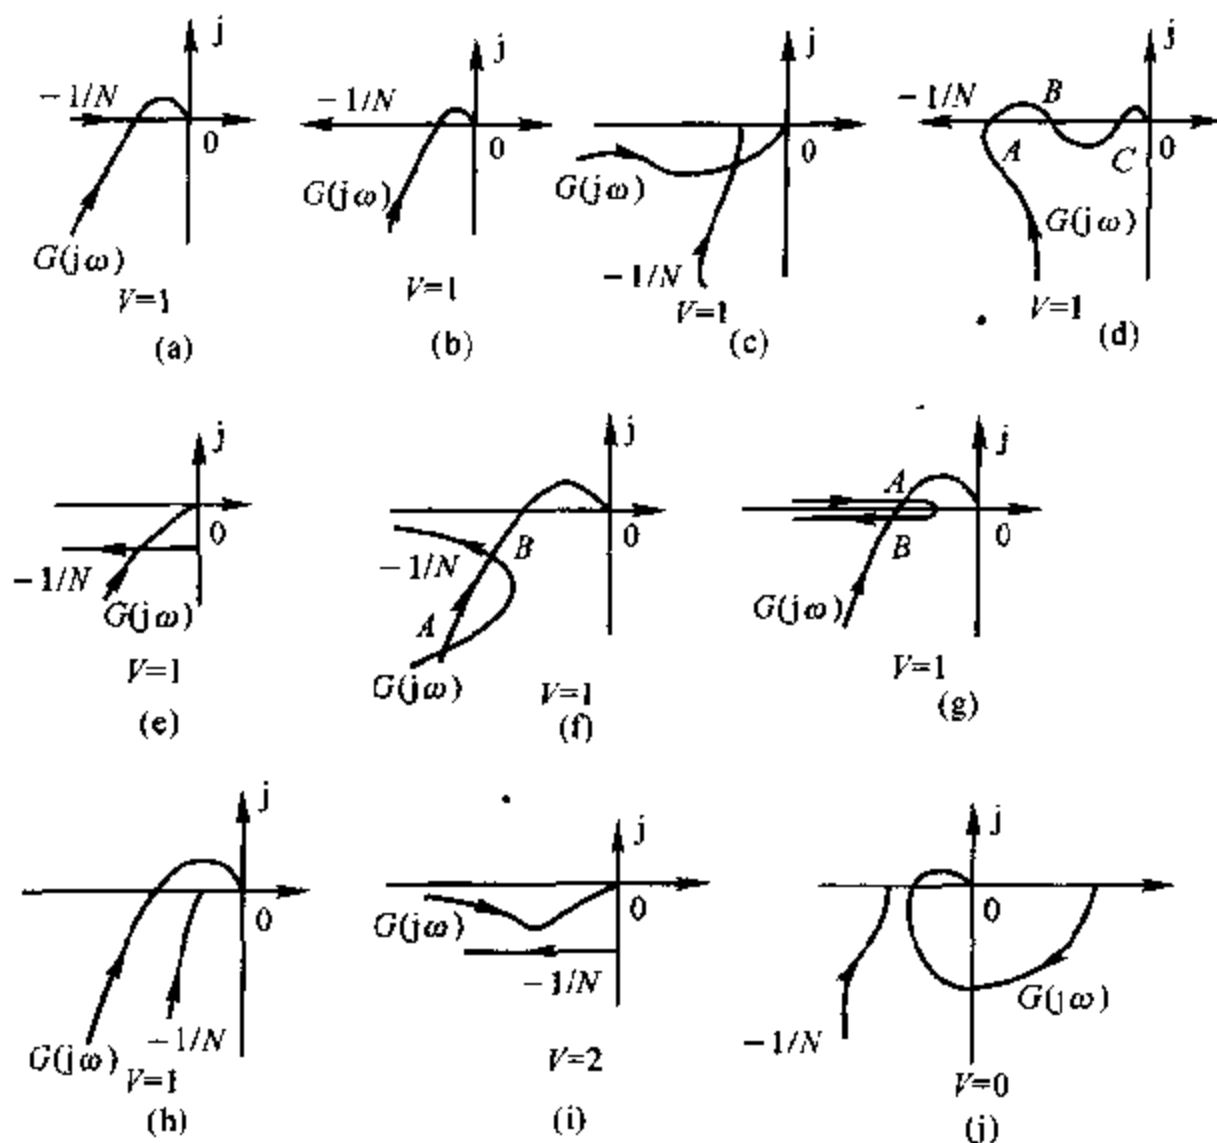 j
−1/N
0
G(jω)
V=1
(a)
j
−1/N
0
G(jω)
V=1
(b)
j
0
G(jω)
−1/N
V=1
(c)
j
−1/N
B
A
C
0
G(jω)
V=1
(d)
j
0
−1/N
G(jω)
V=1
(e)
j
0
B
−1/N
A
G(jω)
V=1
(f)
j
A
0
B
G(jω)
V=1
(g)
j
0
−1/N
G(jω)
V=1
(h)
j
0
G(jω)
−1/N
V=2
(i)
j
0
G(jω)
−1/N
V=0
(j)